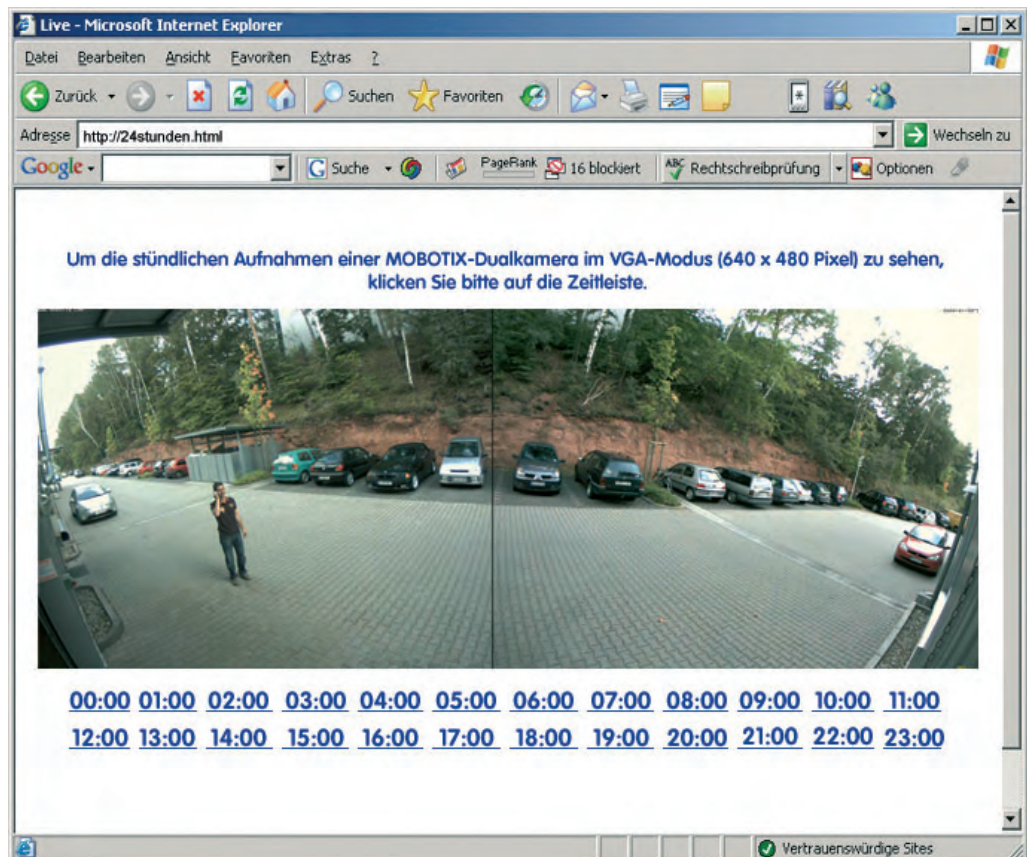 Live - Microsoft Internet Explorer
Datei Bearbeiten Ansicht Favoriten Extras ?
Zurück Suchen Favoriten
Adresse http://24stunden.html Wechseln zu
Google Suche PageRank 16 blockiert ABC Rechtschreibprüfung Optionen
Um die stündlichen Aufnahmen einer MOBOTIX-Dualkamera im VGA-Modus (640 x 480 Pixel) zu sehen,
klicken Sie bitte auf die Zeitleiste.
00:00 01:00 02:00 03:00 04:00 05:00 06:00 07:00 08:00 09:00 10:00 11:00
12:00 13:00 14:00 15:00 16:00 17:00 18:00 19:00 20:00 21:00 22:00 23:00
Vertrauenswürdige Sites